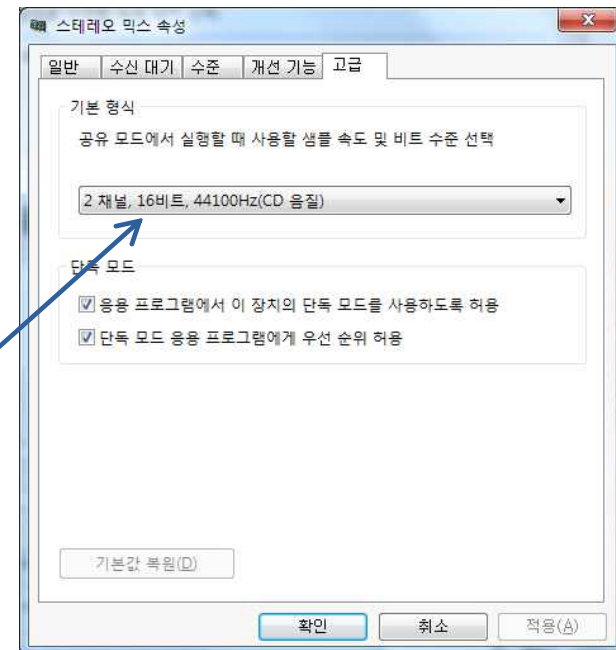 스테레오 믹스 속성
일반 수신 대기 수준 개선 기능 고급
기본 형식
공유 모드에서 실행할 때 사용할 샘플 속도 및 비트 수준 선택
2 채널, 16비트, 44100Hz(CD 음질)
단독 모드
응용 프로그램에서 이 장치의 단독 모드를 사용하도록 허용
단독 모드 응용 프로그램에게 우선 순위 허용
기본값 복원(D)
확인 취소 적용(A)